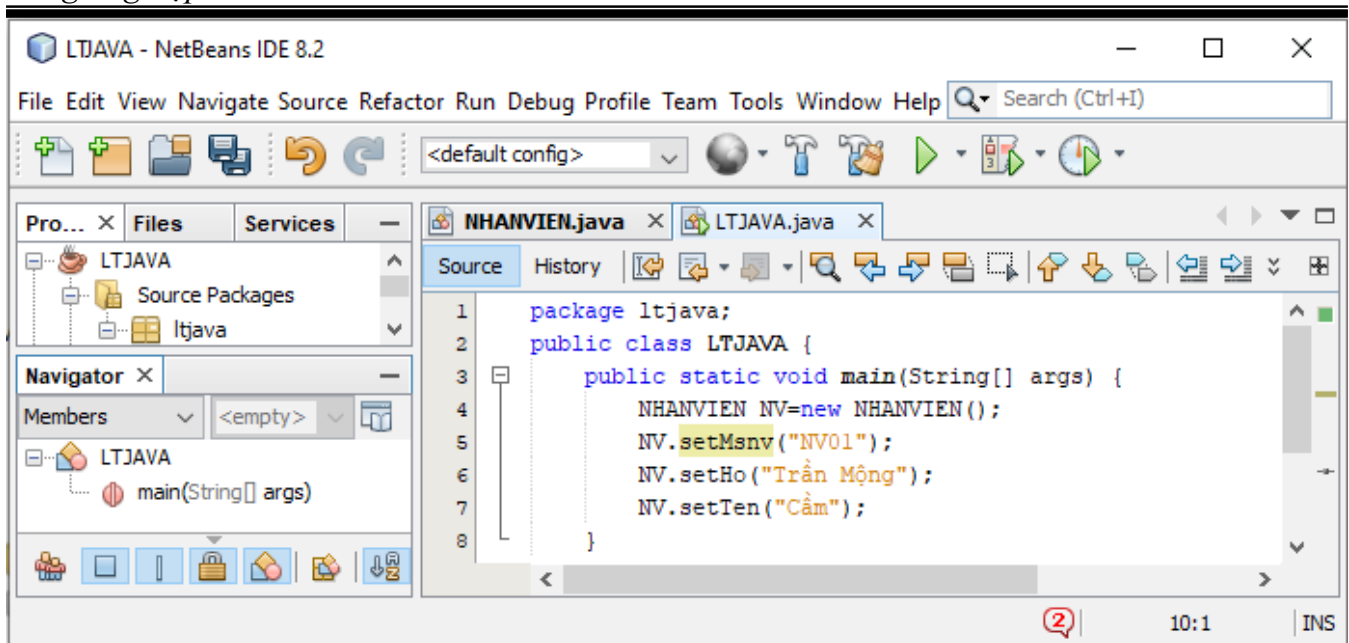 LTJAVA - NetBeans IDE 8.2
File Edit View Navigate Source Refactor Run Debug Profile Team Tools Window Help Search (Ctrl+I)
<default config>
Pro... Files Services
NHANVIEN.java LTJAVA.java
LTJAVA
Source Packages
ltjava
Source History
Navigator
Members <empty>
LTJAVA
main(String[] args)
1 package ltjava;
2 public class LTJAVA {
3 public static void main(String[] args) {
4 NHANVIEN NV=new NHANVIEN();
5 NV.setMsnv("NV01");
6 NV.setHo("Trần Mộng");
7 NV.setTen("Cầm");
8 }
2 10:1 INS